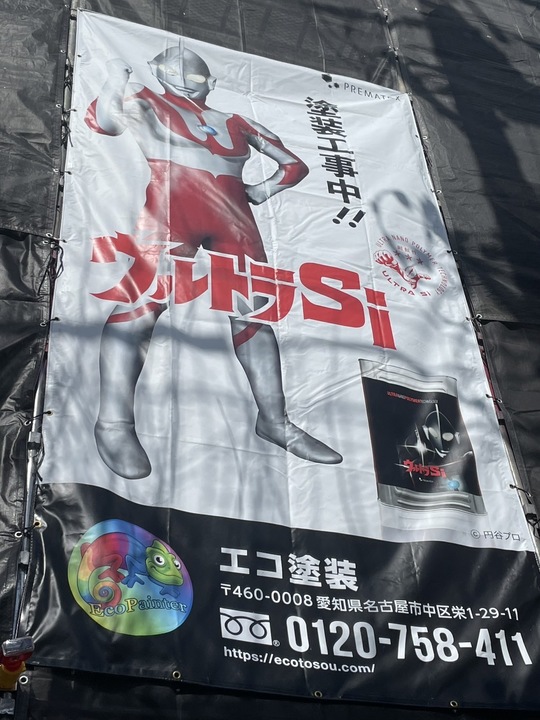 PREMATEX
塗装工事中!!
ウルトラSi
ULTRA SI
ウルトラSi
©円谷プロ
EcoPainter
エコ塗装
〒460-0008 愛知県名古屋市中区栄1-29-11
0120-758-411
https://ecotosou.com/